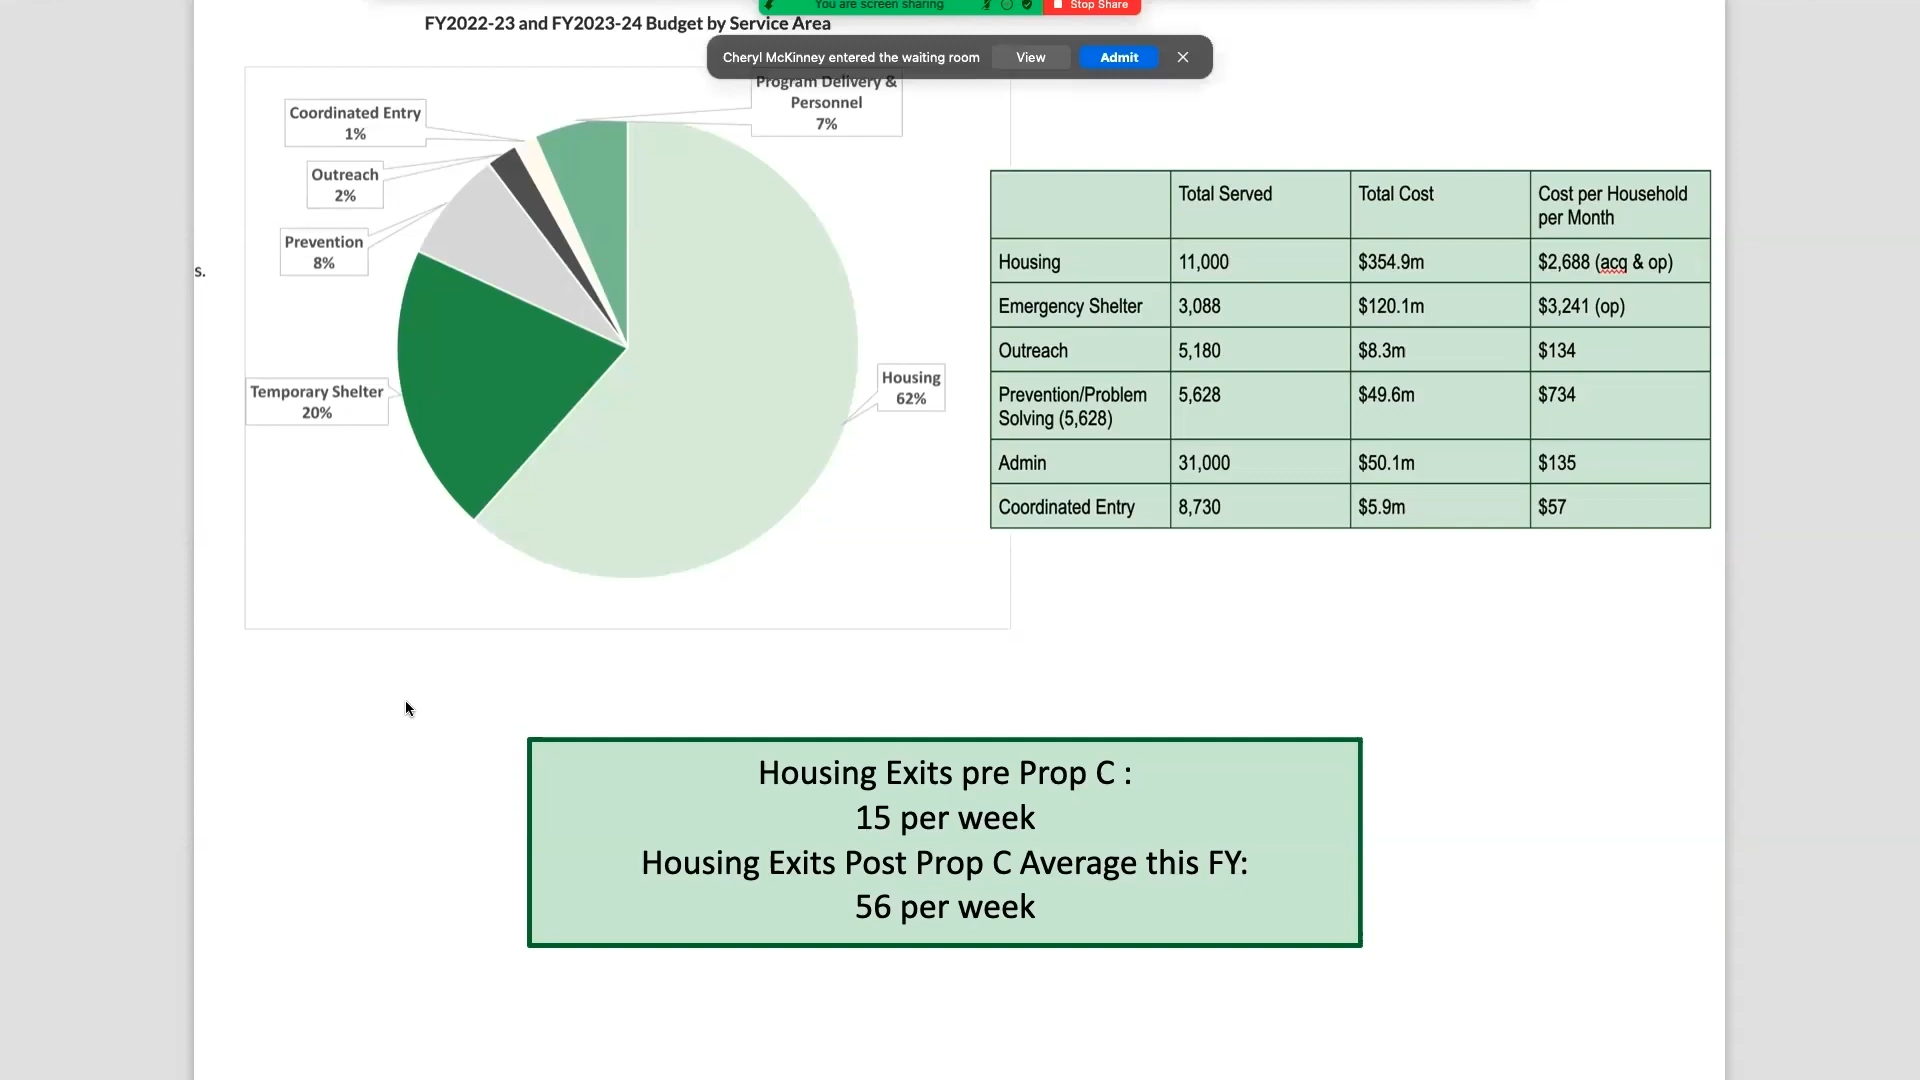 You are screen sharing
Stop Share
FY2022-23 and FY2023-24 Budget by Service Area
Cheryl McKinney entered the waiting room
View
Admit
Program Delivery &
Personnel
7%
Coordinated Entry
1%
Outreach
2%
Prevention
8%
s.
Temporary Shelter
20%
Housing
62%
Total Served
Total Cost
Cost per Household
per Month
Housing
11,000
$354.9m
$2,688 (acq & op)
Emergency Shelter
3,088
$120.1m
$3,241 (op)
Outreach
5,180
$8.3m
$134
Prevention/Problem
Solving (5,628)
5,628
$49.6m
$734
Admin
31,000
$50.1m
$135
Coordinated Entry
8,730
$5.9m
$57
Housing Exits pre Prop C :
15 per week
Housing Exits Post Prop C Average this FY:
56 per week